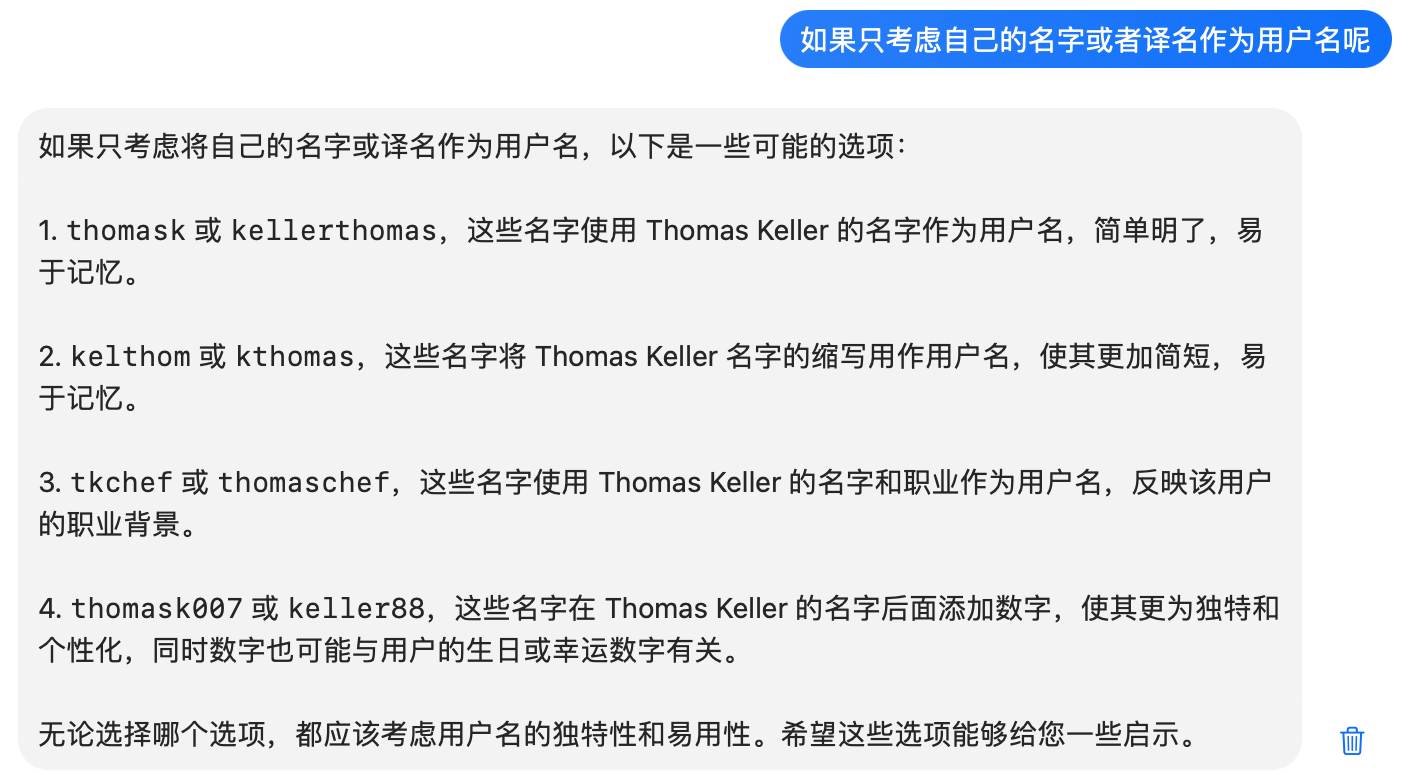 如果只考虑自己的名字或者译名作为用户名呢
如果只考虑将自己的名字或译名作为用户名，以下是一些可能的选项：
1. thomask 或 kellerthomas，这些名字使用 Thomas Keller 的名字作为用户名，简单明了，易
于记忆。
2. kelthom 或 kthomas，这些名字将 Thomas Keller 名字的缩写用作用户名，使其更加简短，易
于记忆。
3. tkchef 或 thomaschef，这些名字使用 Thomas Keller 的名字和职业作为用户名，反映该用户
的职业背景。
4. thomask007 或 keller88，这些名字在 Thomas Keller 的名字后面添加数字，使其更为独特和
个性化，同时数字也可能与用户的生日或幸运数字有关。
无论选择哪个选项，都应该考虑用户名的独特性和易用性。希望这些选项能够给您一些启示。